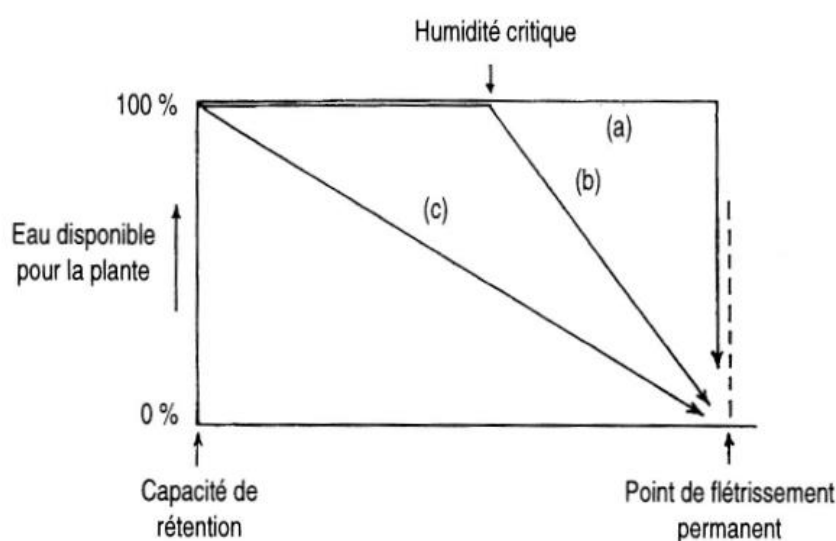 Humidité critique
100 %
(a)
(b)
(c)
Eau disponible
pour la plante
0 %
Capacité de
rétention
Point de flétrissement
permanent